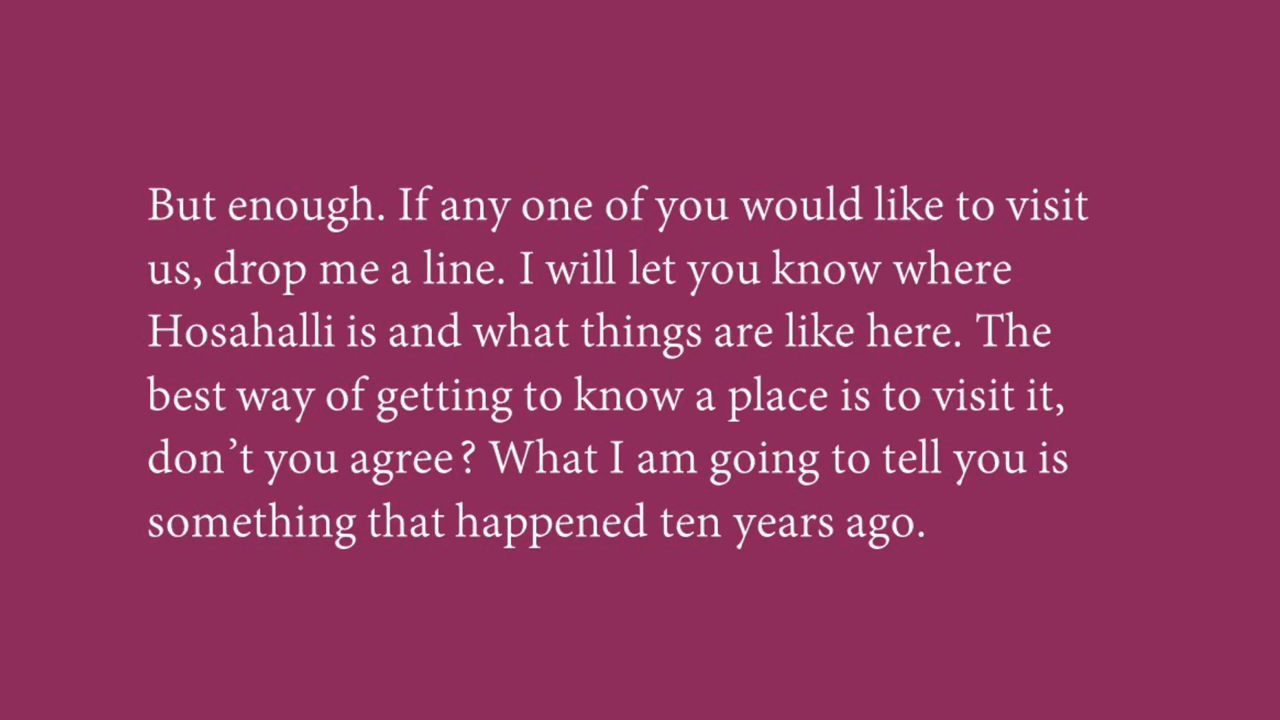 But enough. If any one of you would like to visit
us, drop me a line. I will let you know where
Hosahalli is and what things are like here. The
best way of getting to know a place is to visit it,
don’t you agree? What I am going to tell you is
something that happened ten years ago.